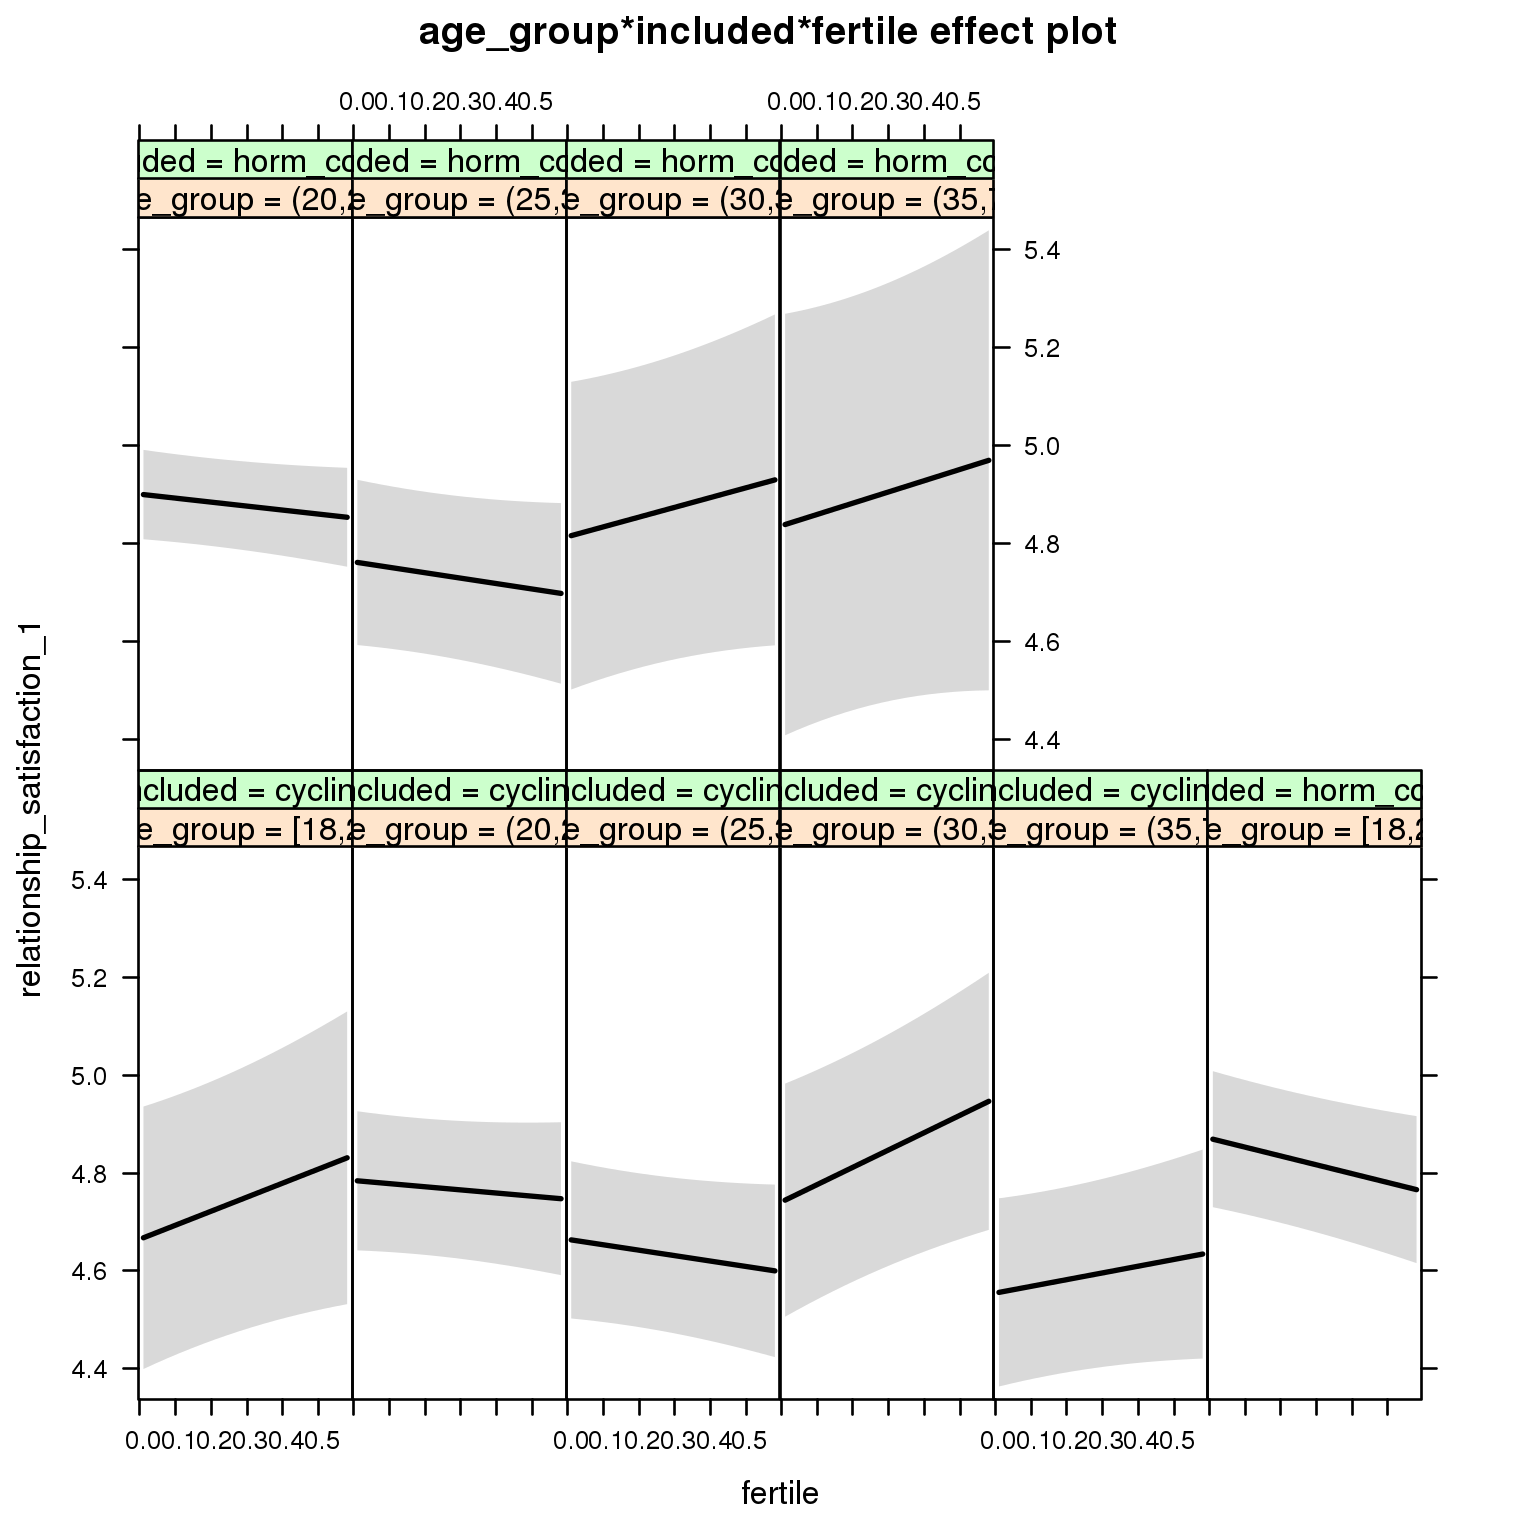 age_group*included*fertile effect plot
0.00.10.20.30.40.5 0.00.10.20.30.40.5
ded = horm_co ded = horm_co ded = horm_co ded = horm_co
e_group = (20, e_group = (25, e_group = (30, e_group = (35,
5.4
5.2
5.0
4.8
4.6
4.4
relationship_satisfaction_1
ncluded = cyclin ncluded = cyclin ncluded = cyclin ncluded = cyclin ncluded = cyclin ded = horm_co
e_group = [18, e_group = (20, e_group = (25, e_group = (30, e_group = (35, e_group = [18,2
5.4
5.2
5.0
4.8
4.6
4.4
0.00.10.20.30.40.5 0.00.10.20.30.40.5 0.00.10.20.30.40.5
fertile